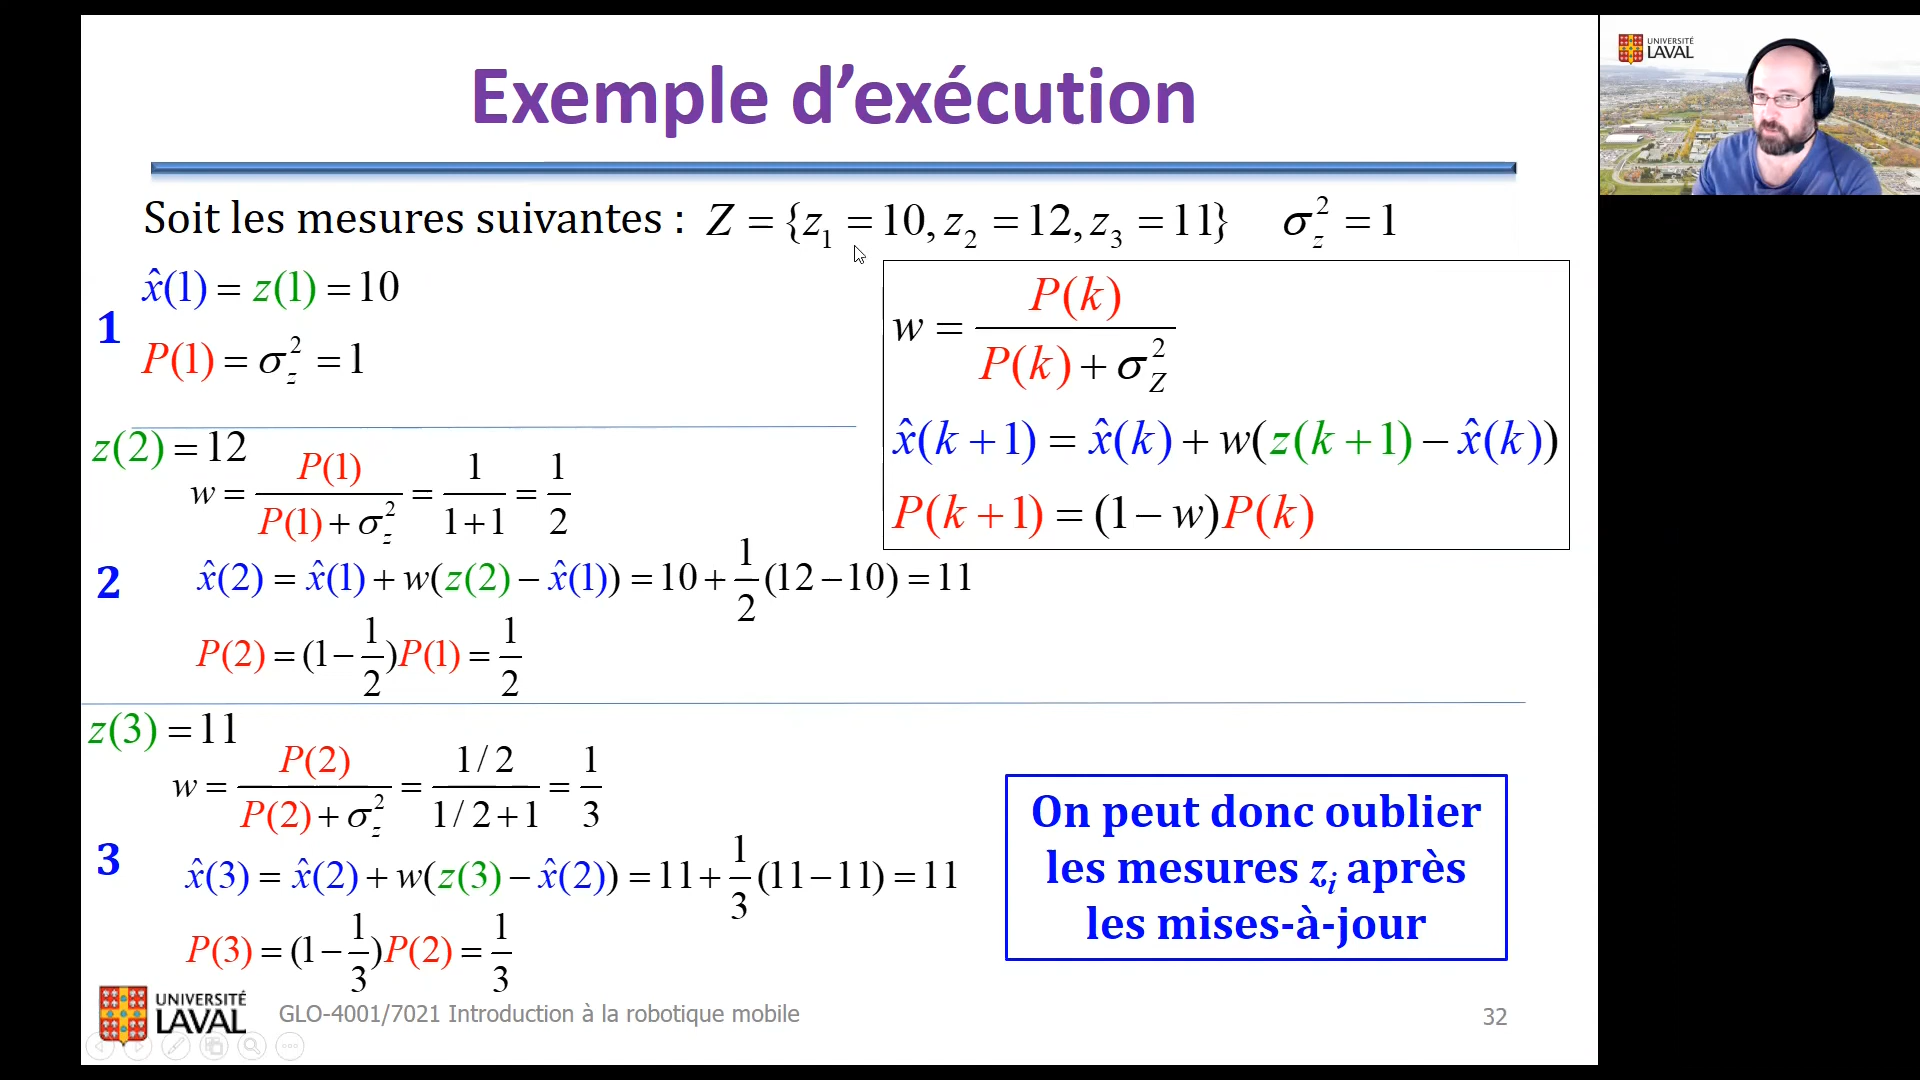 Exemple d'exécution
Soit les mesures suivantes : Z = {z₁ = 10, z₂ = 12, z₃ = 11} σ_z² = 1
1
x̂(1) = z(1) = 10
P(1) = σ_z² = 1
w = P(k) / (P(k) + σ_Z²)
x̂(k+1) = x̂(k) + w(z(k+1) − x̂(k))
P(k+1) = (1 − w)P(k)
z(2) = 12
w = P(1) / (P(1) + σ_z²) = 1 / (1+1) = 1/2
2
x̂(2) = x̂(1) + w(z(2) − x̂(1)) = 10 + 1/2 (12 − 10) = 11
P(2) = (1 − 1/2)P(1) = 1/2
z(3) = 11
w = P(2) / (P(2) + σ_z²) = 1/2 / (1/2+1) = 1/3
3
x̂(3) = x̂(2) + w(z(3) − x̂(2)) = 11 + 1/3 (11 − 11) = 11
P(3) = (1 − 1/3)P(2) = 1/3
On peut donc oublier
les mesures zᵢ après
les mises-à-jour
UNIVERSITÉ
LAVAL
GLO-4001/7021 Introduction à la robotique mobile
32
UNIVERSITÉ
LAVAL